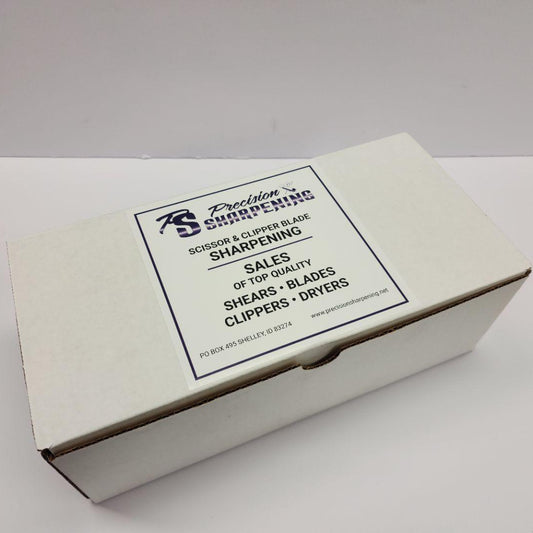 PS Precision
SHARPENING
SCISSOR & CLIPPER BLADE
SHARPENING
SALES
OF TOP QUALITY
SHEARS • BLADES
CLIPPERS • DRYERS
PO BOX 495 SHELLEY, ID 83274
www.precisionsharpening.net